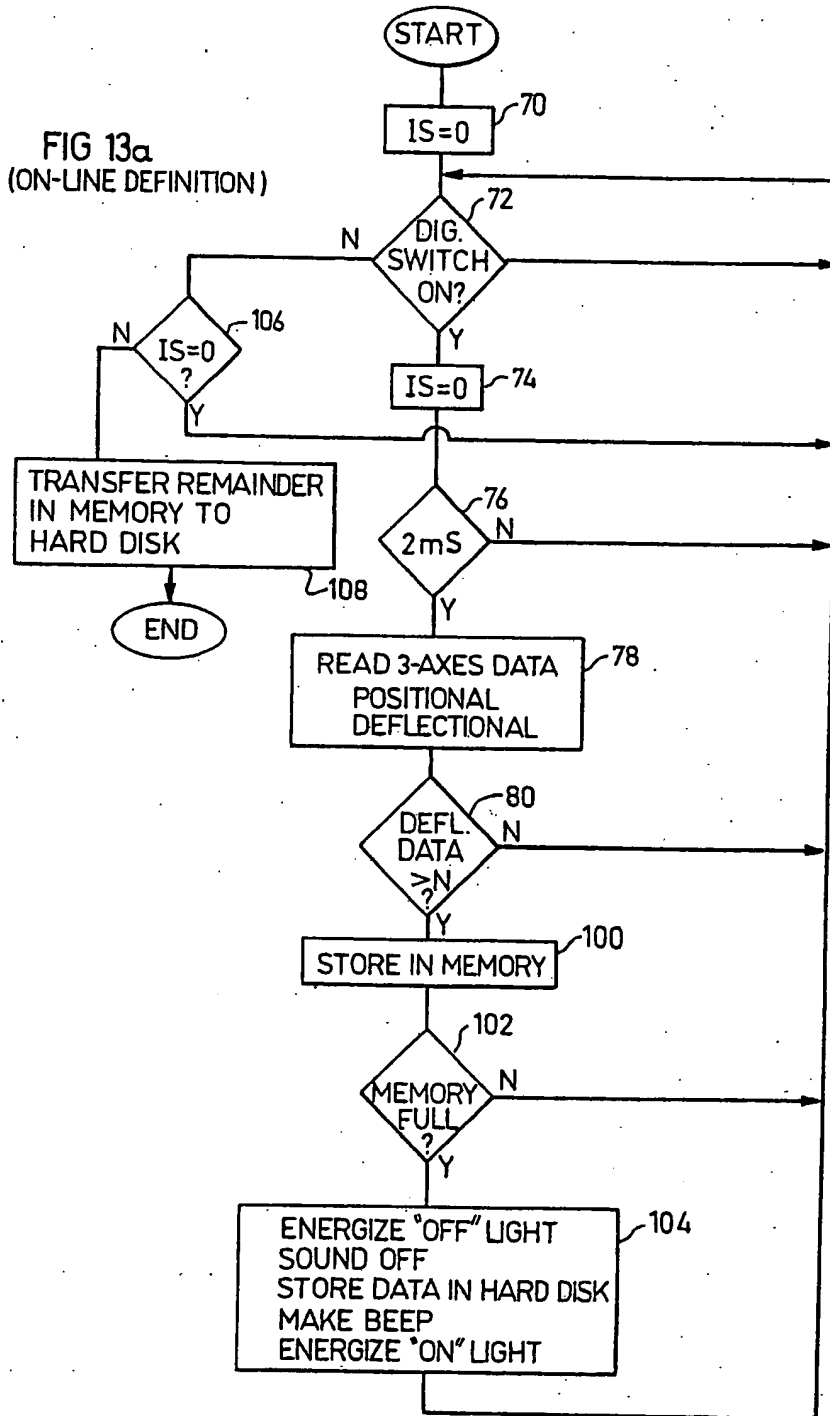 START
70
IS=0
FIG 13a
(ON-LINE DEFINITION)
72
N
DIG.
SWITCH
ON?
Y
106
N
IS=0
?
Y
IS=0
74
TRANSFER REMAINDER
IN MEMORY TO
HARD DISK
108
END
76
2mS
N
Y
READ 3-AXES DATA
POSITIONAL
DEFLECTIONAL
78
80
DEFL.
DATA
>N
?
N
Y
100
STORE IN MEMORY
102
MEMORY
FULL
?
N
Y
104
ENERGIZE "OFF" LIGHT
SOUND OFF
STORE DATA IN HARD DISK
MAKE BEEP
ENERGIZE "ON" LIGHT